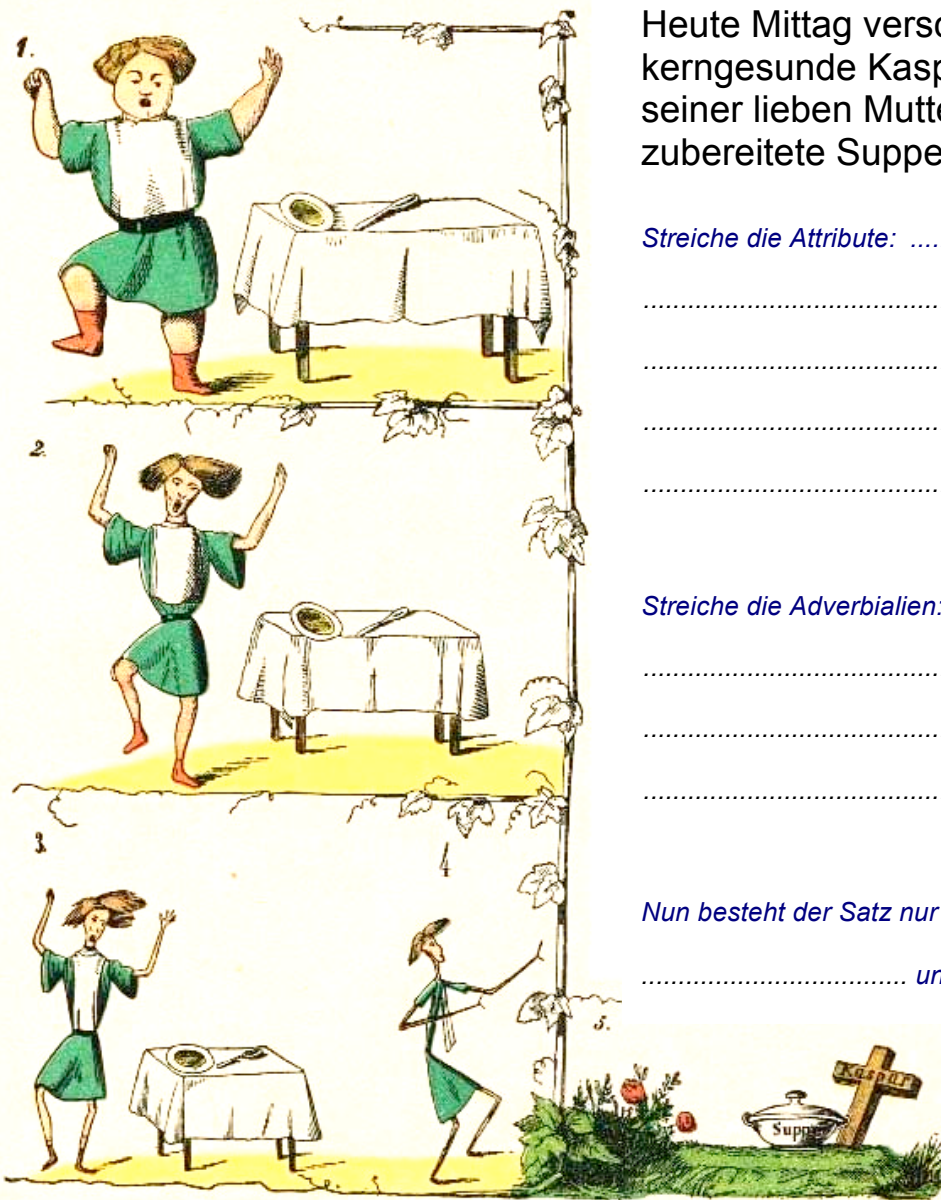 1.
Heute Mittag versc
kerngesunde Kasp
seiner lieben Mutte
zubereitete Suppe
Streiche die Attribute: ....
.........................................
.........................................
.........................................
.........................................
2.
Streiche die Adverbialien:
.........................................
.........................................
.........................................
3.
4
Nun besteht der Satz nur
.................................... un
5.
Kaspar
Suppe